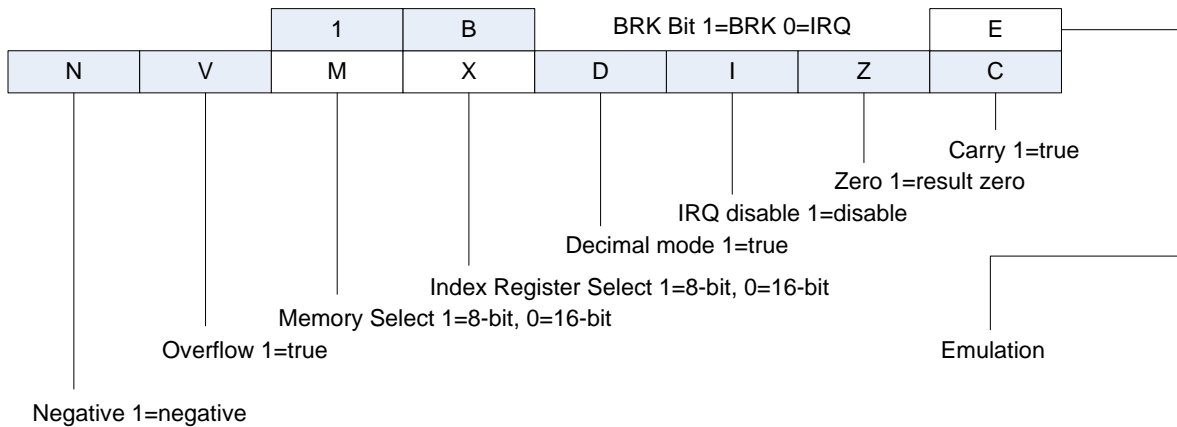 1 B BRK Bit 1=BRK 0=IRQ E
N V M X D I Z C
Carry 1=true
Zero 1=result zero
IRQ disable 1=disable
Decimal mode 1=true
Index Register Select 1=8-bit, 0=16-bit
Memory Select 1=8-bit, 0=16-bit
Overflow 1=true Emulation
Negative 1=negative